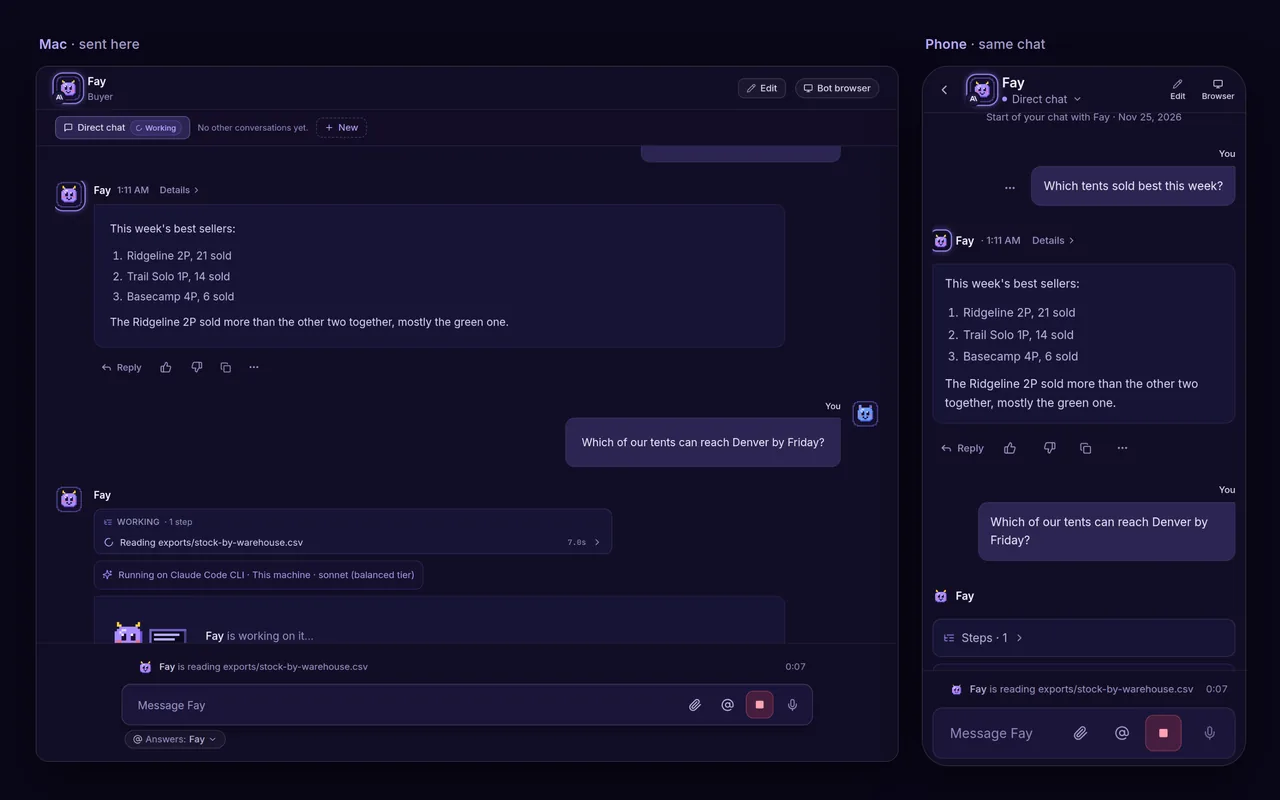 Mac · sent here
Fay
Buyer
Edit
Bot browser
Direct chat
Working
No other conversations yet.
+ New
Fay 1:11 AM Details
This week's best sellers:
1. Ridgeline 2P, 21 sold
2. Trail Solo 1P, 14 sold
3. Basecamp 4P, 6 sold
The Ridgeline 2P sold more than the other two together, mostly the green one.
Reply
You
Which of our tents can reach Denver by Friday?
Fay
WORKING · 1 step
Reading exports/stock-by-warehouse.csv 7.0s
Running on Claude Code CLI · This machine · sonnet (balanced tier)
Fay is working on it...
Fay is reading exports/stock-by-warehouse.csv 0:07
Message Fay
Answers: Fay
Phone · same chat
Fay
Direct chat
Edit
Browser
Start of your chat with Fay · Nov 25, 2026
You
Which tents sold best this week?
Fay · 1:11 AM Details
This week's best sellers:
1. Ridgeline 2P, 21 sold
2. Trail Solo 1P, 14 sold
3. Basecamp 4P, 6 sold
The Ridgeline 2P sold more than the other two
together, mostly the green one.
Reply
You
Which of our tents can reach Denver by
Friday?
Fay
Steps · 1
Fay is reading exports/stock-by-warehouse.csv 0:07
Message Fay